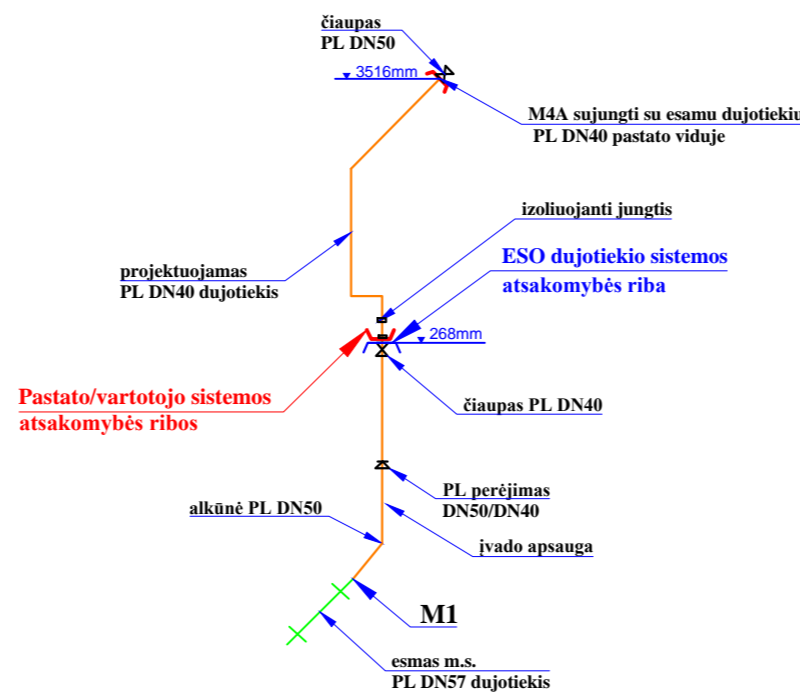 čiaupas
PL DN50
3516mm
M4A sujungti su esamu dujotiekiu
PL DN40 pastato viduje
izoliuojanti jungtis
ESO dujotiekio sistemos
atsakomybės riba
projektuojamas
PL DN40 dujotiekis
268mm
Pastato/vartotojo sistemos
atsakomybės ribos
čiaupas PL DN40
PL perėjimas
DN50/DN40
alkūnė PL DN50
įvado apsauga
M1
esmas m.s.
PL DN57 dujotiekis